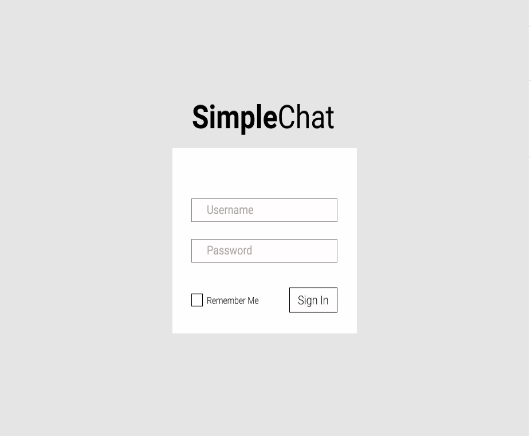 SimpleChat
Username
Password
Remember Me Sign In